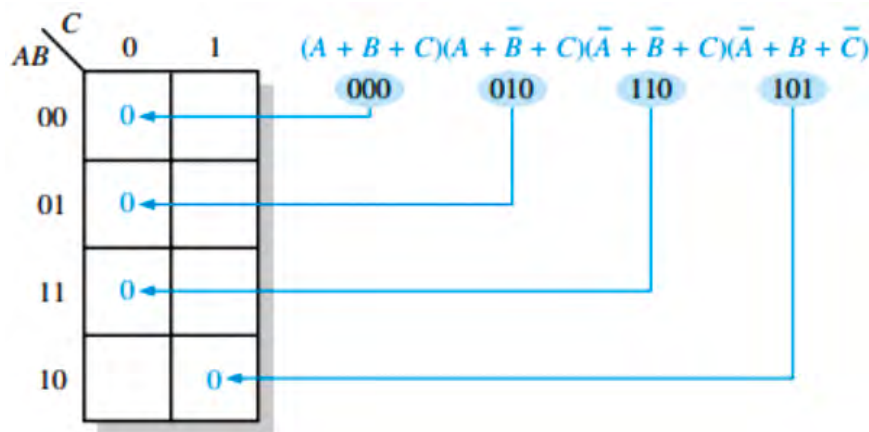 C
AB 0 1 (A + B + C)(A + B̄ + C)(Ā + B̄ + C)(Ā + B + C̄)
000 010 110 101
00 0
01 0
11 0
10 0